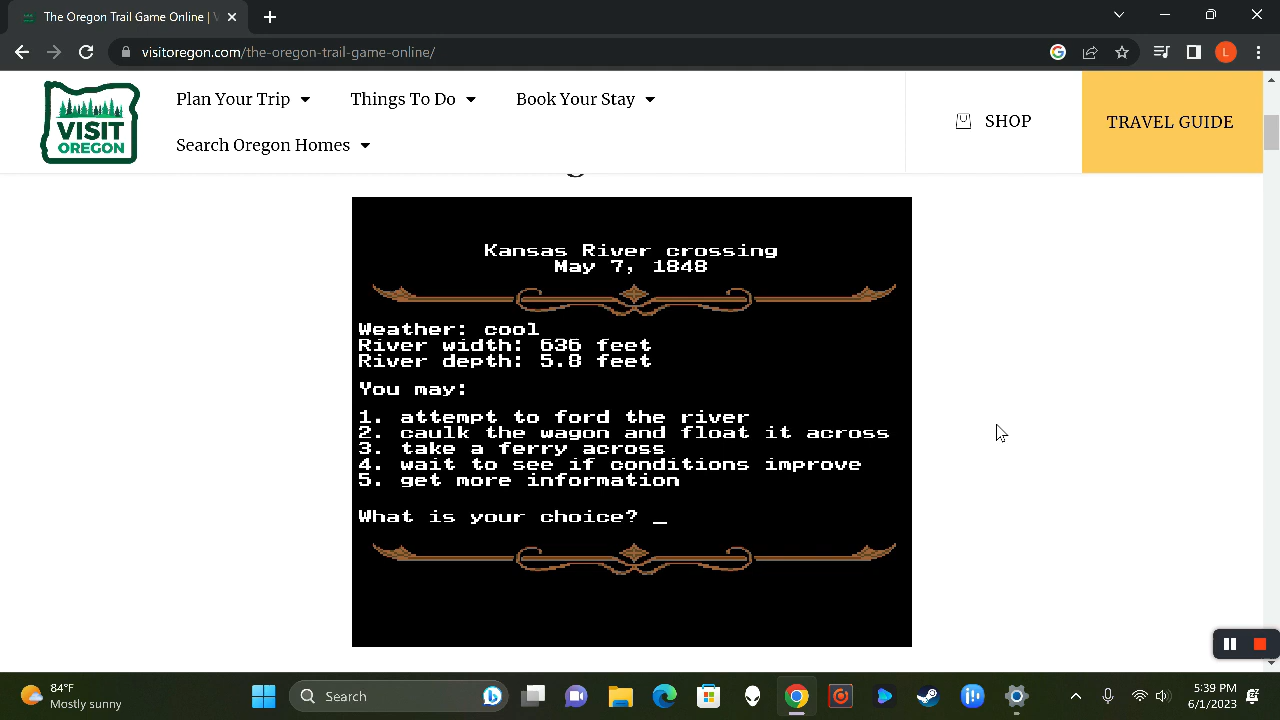 The Oregon Trail Game Online | V
visitoregon.com/the-oregon-trail-game-online/
L
VISIT
OREGON
Plan Your Trip
Things To Do
Book Your Stay
Search Oregon Homes
SHOP
TRAVEL GUIDE
Kansas River crossing
May 7, 1848
Weather: cool
River width: 636 feet
River depth: 5.8 feet
You may:
1. attempt to ford the river
2. caulk the wagon and float it across
3. take a ferry across
4. wait to see if conditions improve
5. get more information
What is your choice? _
84°F
Mostly sunny
Search
5:39 PM
6/1/2023